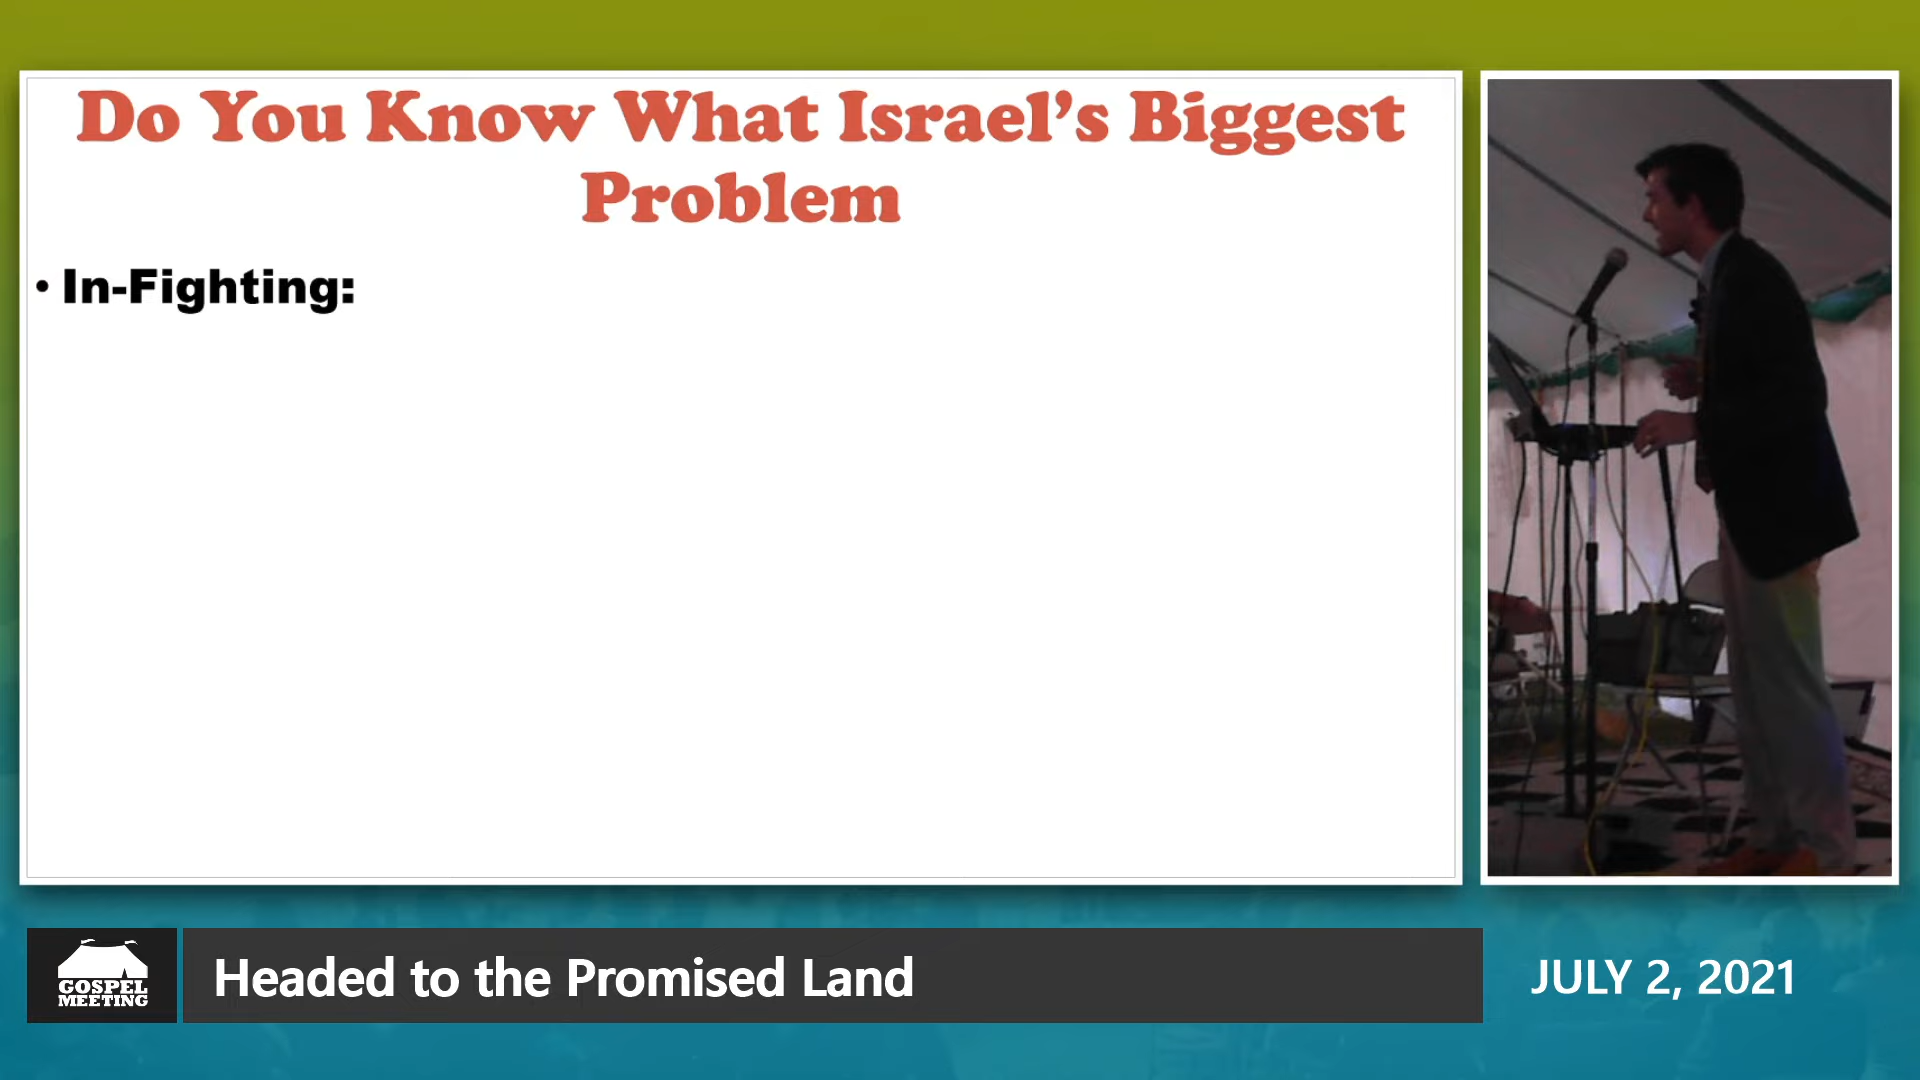 Do You Know What Israel’s Biggest
Problem
• In-Fighting:
GOSPEL
MEETING
Headed to the Promised Land
JULY 2, 2021